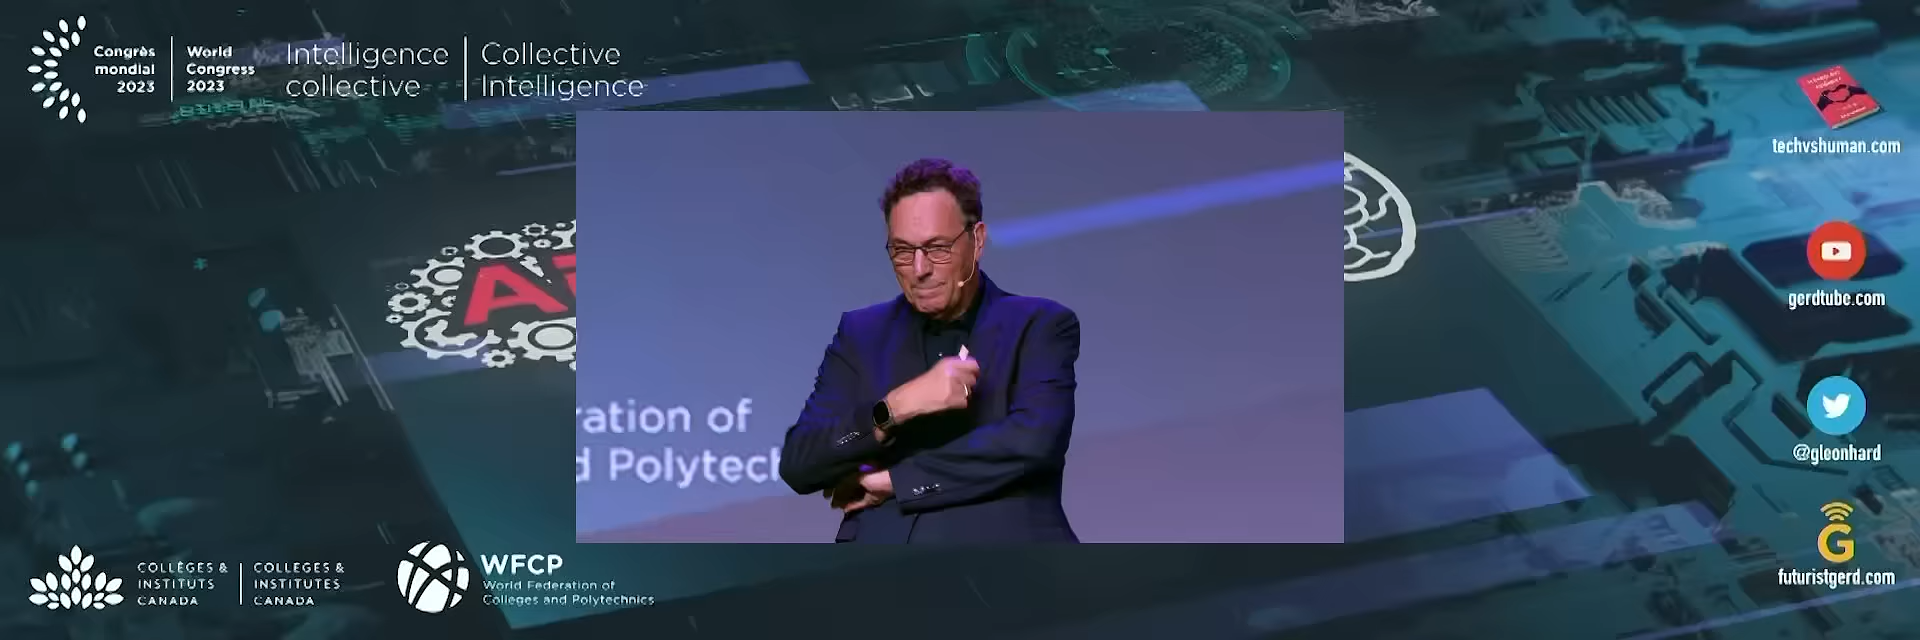 Congrès
mondial
2023
World
Congress
2023
Intelligence
collective
Collective
Intelligence
techvshuman.com
gerdtube.com
@gleonhard
futuristgerd.com
AI
ration of
d Polytech
COLLÈGES &
INSTITUTS
CANADA
COLLEGES &
INSTITUTES
CANADA
WFCP
World Federation of
Colleges and Polytechnics
G